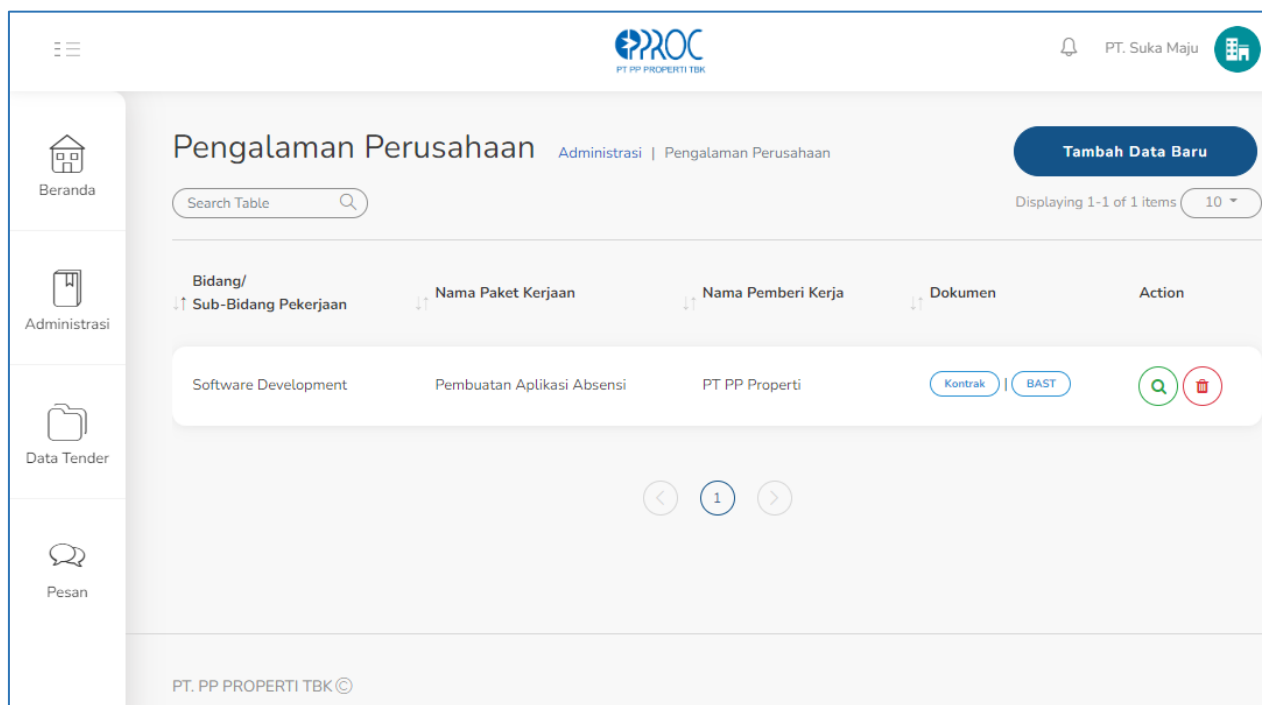 EPROC
PT PP PROPERTI TBK
PT. Suka Maju
Beranda
Administrasi
Data Tender
Pesan
Pengalaman Perusahaan Administrasi | Pengalaman Perusahaan
Tambah Data Baru
Search Table
Displaying 1-1 of 1 items 10
Bidang/
Sub-Bidang Pekerjaan
Nama Paket Kerjaan
Nama Pemberi Kerja
Dokumen
Action
Software Development
Pembuatan Aplikasi Absensi
PT PP Properti
Kontrak | BAST
1
PT. PP PROPERTI TBK ©